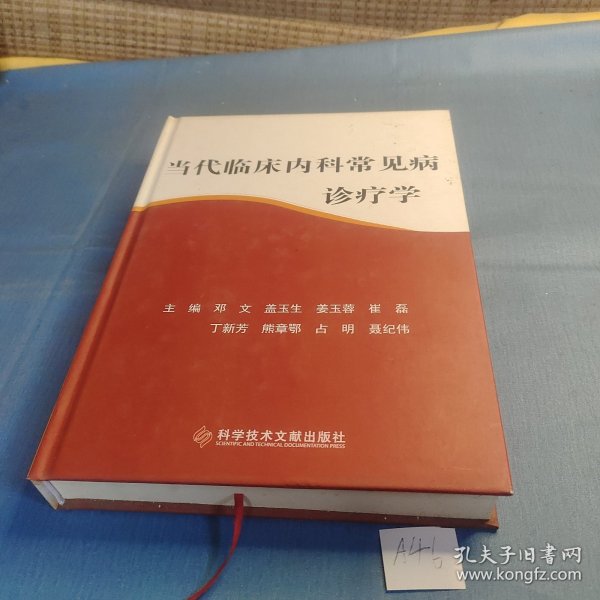 当代临床内科常见病
诊疗学
主编 邓文 盖玉生 姜玉蓉 崔磊
丁新芳 熊章鄂 占明 聂纪伟
科学技术文献出版社
SCIENTIFIC AND TECHNICAL DOCUMENTATION PRESS
孔夫子旧书网
www.kongfz.com